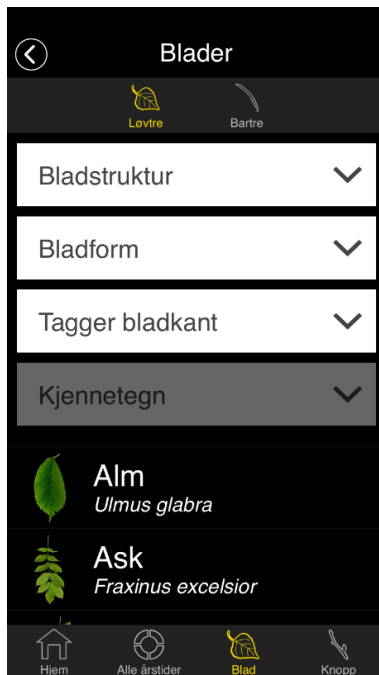 Blader
Løvtre Bartre
Bladstruktur
Bladform
Tagger bladkant
Kjennetegn
Alm
Ulmus glabra
Ask
Fraxinus excelsior
Hjem Alle årstider Blad Knopp